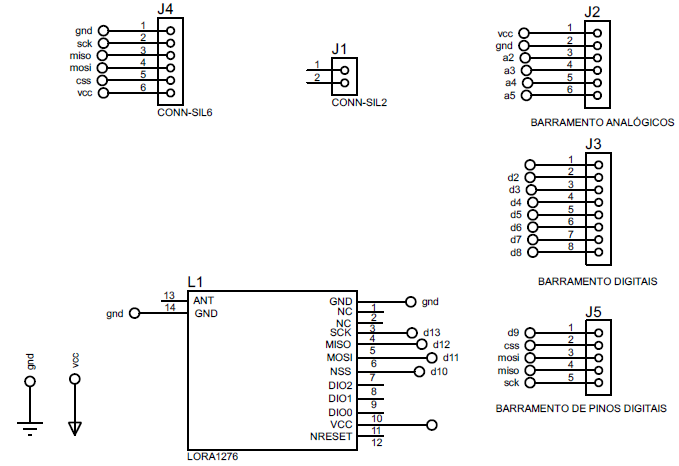 J4
gnd 1
sck 2
miso 3
mosi 4
css 5
vcc 6
CONN-SIL6
J1
1
2
CONN-SIL2
J2
vcc 1
gnd 2
a2 3
a3 4
a4 5
a5 6
BARRAMENTO ANALÓGICOS
J3
1
d2 2
d3 3
d4 4
d5 5
d6 6
d7 7
d8 8
BARRAMENTO DIGITAIS
L1
13 ANT
gnd 14 GND
GND gnd
NC 1
NC 2
SCK 3 d13
MISO 4 d12
MOSI 5 d11
NSS 6 d10
DIO2 7
DIO1 8
DIO0 9
VCC 10
NRESET 11
12
LORA1276
gnd
vcc
J5
d9 1
css 2
mosi 3
miso 4
sck 5
BARRAMENTO DE PINOS DIGITAIS